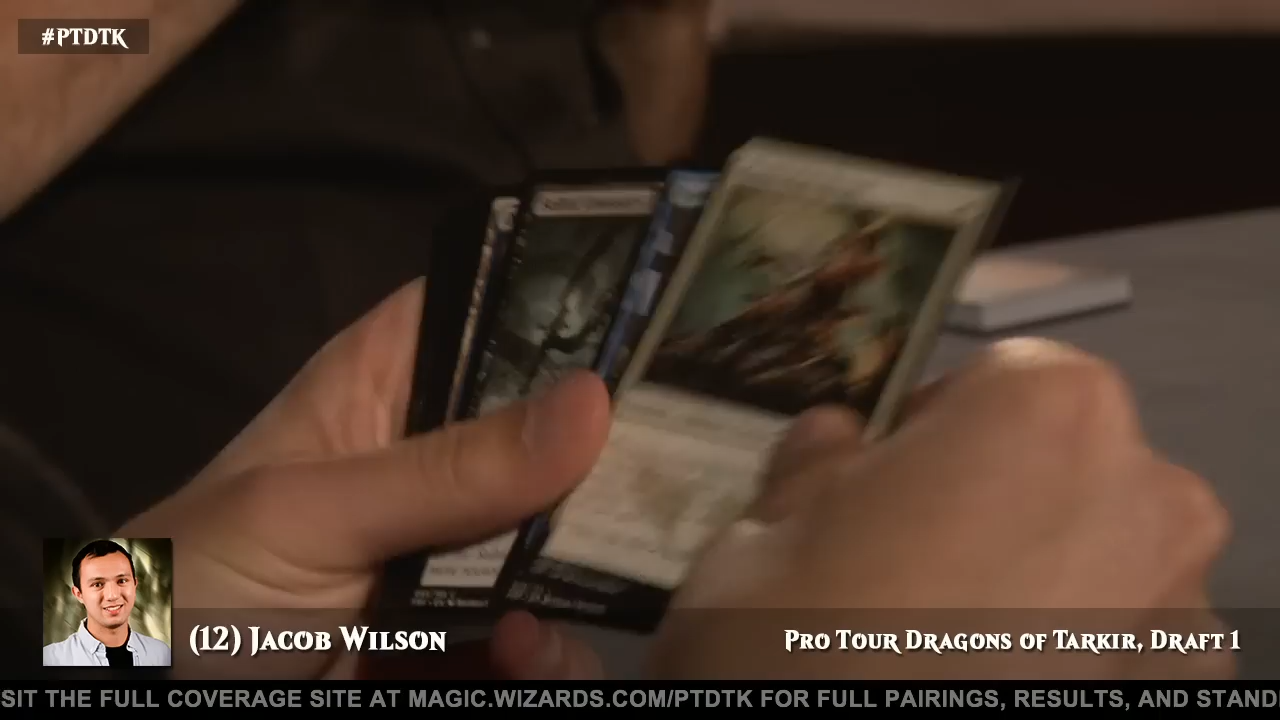 #PTDTK
(12) Jacob Wilson
Pro Tour Dragons of Tarkir, Draft 1
SIT THE FULL COVERAGE SITE AT MAGIC.WIZARDS.COM/PTDTK FOR FULL PAIRINGS, RESULTS, AND STAND